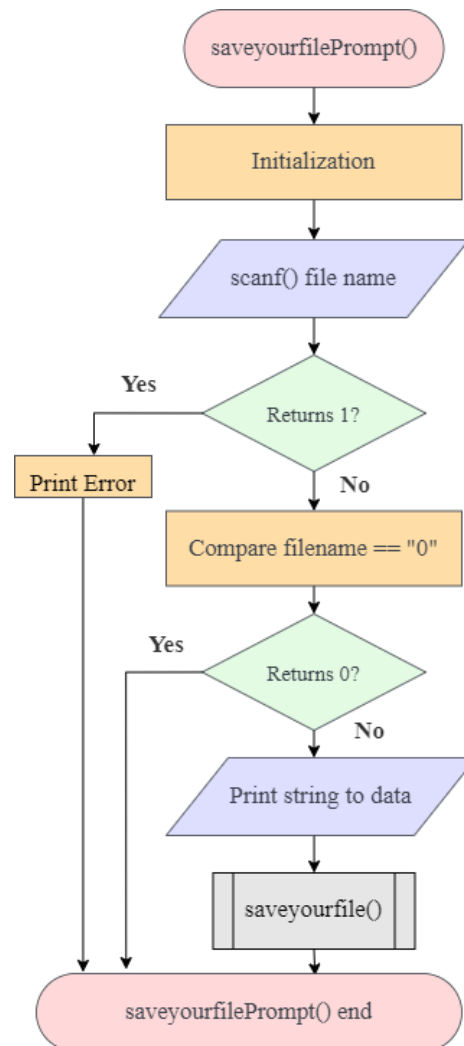 saveyourfilePrompt()
Initialization
scanf() file name
Yes
Returns 1?
Print Error
No
Compare filename == "0"
Yes
Returns 0?
No
Print string to data
saveyourfile()
saveyourfilePrompt() end